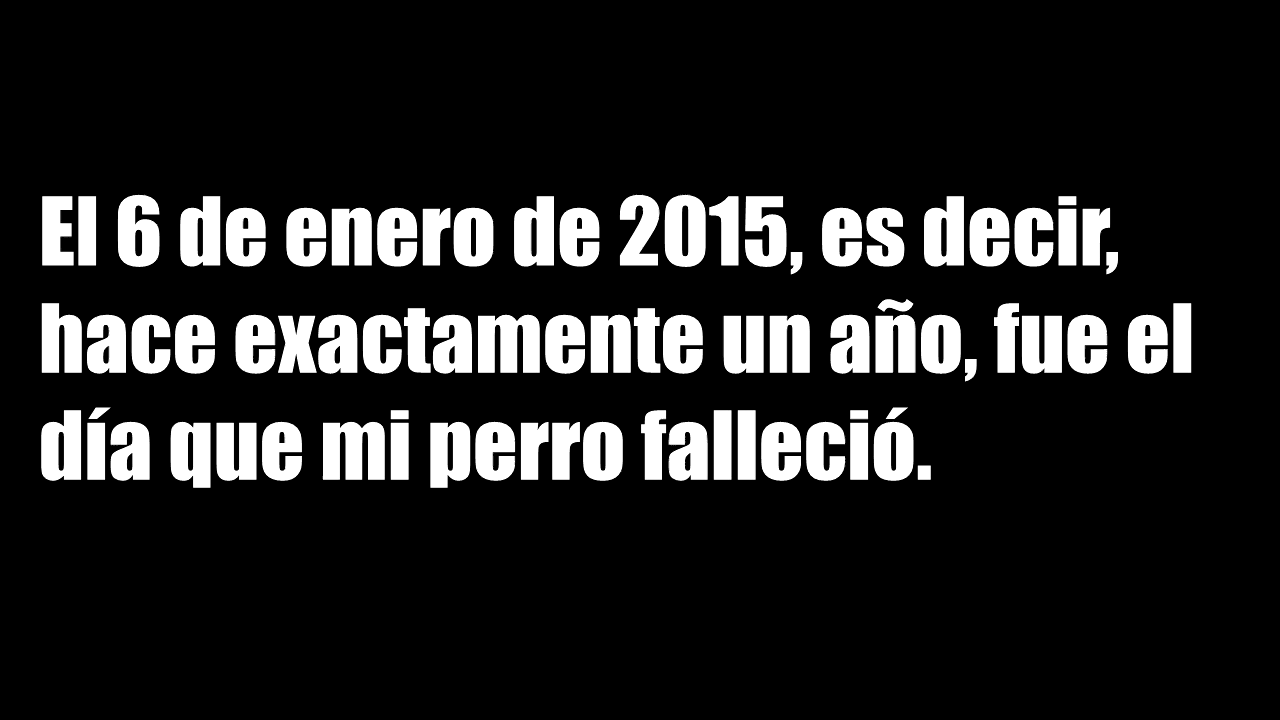 El 6 de enero de 2015, es decir,
hace exactamente un año, fue el
día que mi perro falleció.